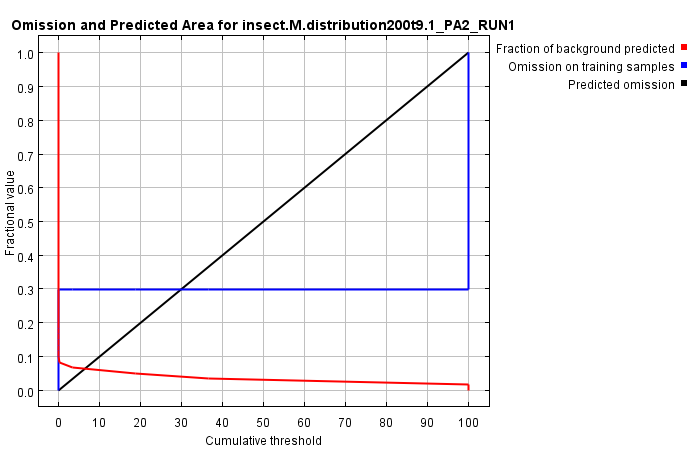 Omission and Predicted Area for insect.M.distribution200t9.1_PA2_RUN1
Fraction of background predicted
Omission on training samples
Predicted omission
Fractional value
1.0
0.9
0.8
0.7
0.6
0.5
0.4
0.3
0.2
0.1
0.0
0 10 20 30 40 50 60 70 80 90 100
Cumulative threshold